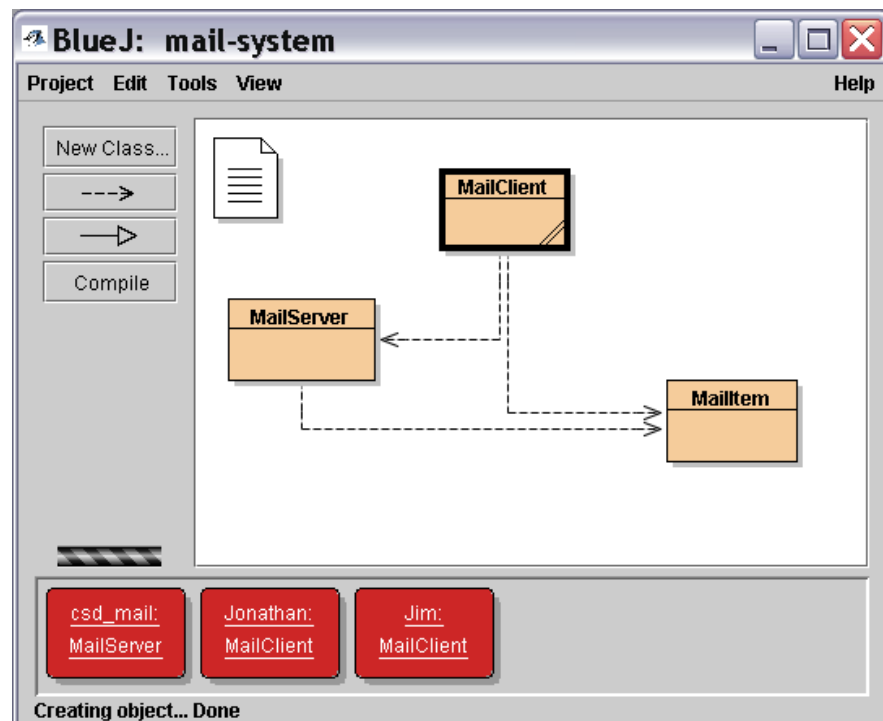 BlueJ: mail-system
Project Edit Tools View Help
New Class...
Compile
MailClient
MailServer
MailItem
csd_mail:
MailServer
Jonathan:
MailClient
Jim:
MailClient
Creating object... Done